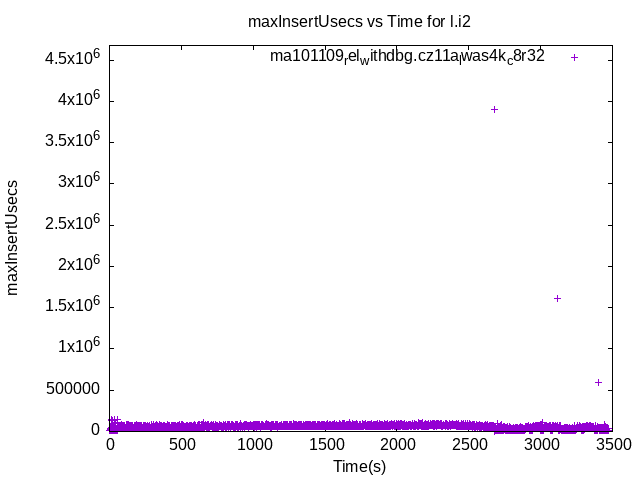 maxInsertUsecs vs Time for l.i2
ma101109_rel_withdbg.cz11a_lwas4k_c8r32
4.5x10^6
4x10^6
3.5x10^6
3x10^6
2.5x10^6
2x10^6
1.5x10^6
1x10^6
500000
0
maxInsertUsecs
0 500 1000 1500 2000 2500 3000 3500
Time(s)